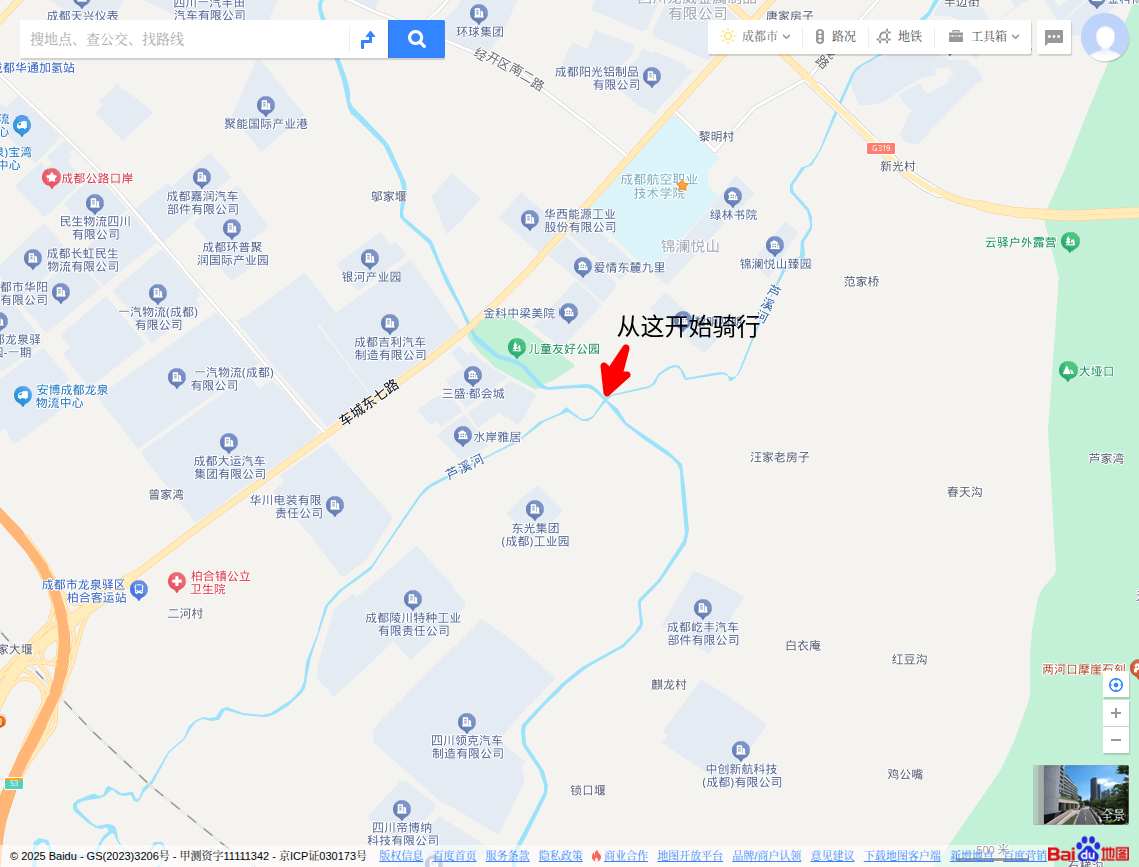 四川一汽丰田
汽车有限公司
成都天兴仪表
环球集团
有限公司
唐家房子
搜地点、查公交、找路线
成都市
路况
地铁
工具箱
成都华通加氢站
经开区南二路
成都阳光铝制品
有限公司
路
聚能国际产业港
黎明村
G319
新光村
宝湾
中心
成都公路口岸
成都嘉润汽车
部件有限公司
邬家堰
成都航空职业
技术学院
民生物流四川
有限公司
华西能源工业
股份有限公司
绿林书院
成都环普聚
润国际产业园
锦澜悦山
云驿户外露营
成都长虹民生
物流有限公司
银河产业园
爱情东麓九里
锦澜悦山臻园
范家桥
都市华阳
有限公司
一汽物流(成都)
有限公司
金科中梁美院
从这开始骑行
成都吉利汽车
制造有限公司
儿童友好公园
一期
一汽物流(成都)
有限公司
大垭口
安博成都龙泉
物流中心
三盛·都会城
车城东七路
水岸雅居
芦溪河
汪家老房子
芦家湾
成都大运汽车
集团有限公司
曾家湾
春天沟
华川电装有限
责任公司
东光集团
(成都)工业园
成都市龙泉驿区
柏合客运站
柏合镇公立
卫生院
二河村
成都陵川特种工业
有限责任公司
成都屹丰汽车
部件有限公司
白衣庵
家大堰
红豆沟
两河口摩崖石刻
麒龙村
四川领克汽车
制造有限公司
中创新航科技
(成都)有限公司
鸡公嘴
S3
锁口堰
四川帝博纳
科技有限公司
全景
500 米
© 2025 Baidu - GS(2023)3206号 - 甲测资字11111342 - 京ICP证030173号
版权信息
百度首页
服务条款
隐私政策
商业合作
地图开放平台
品牌/商户认领
意见建议
下载地图客户端
新增地点
百度营销
Bai du 地图